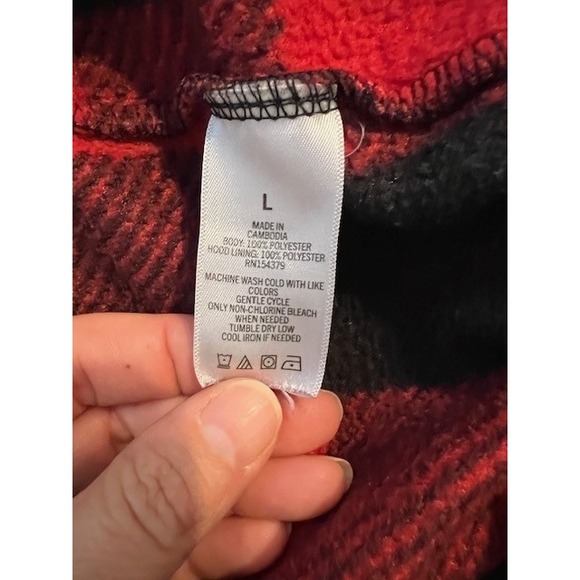 L
MADE IN
CAMBODIA
BODY: 100% POLYESTER
HOOD LINING: 100% POLYESTER
RN154379
MACHINE WASH COLD WITH LIKE
COLORS
GENTLE CYCLE
ONLY NON-CHLORINE BLEACH
WHEN NEEDED
TUMBLE DRY LOW
COOL IRON IF NEEDED